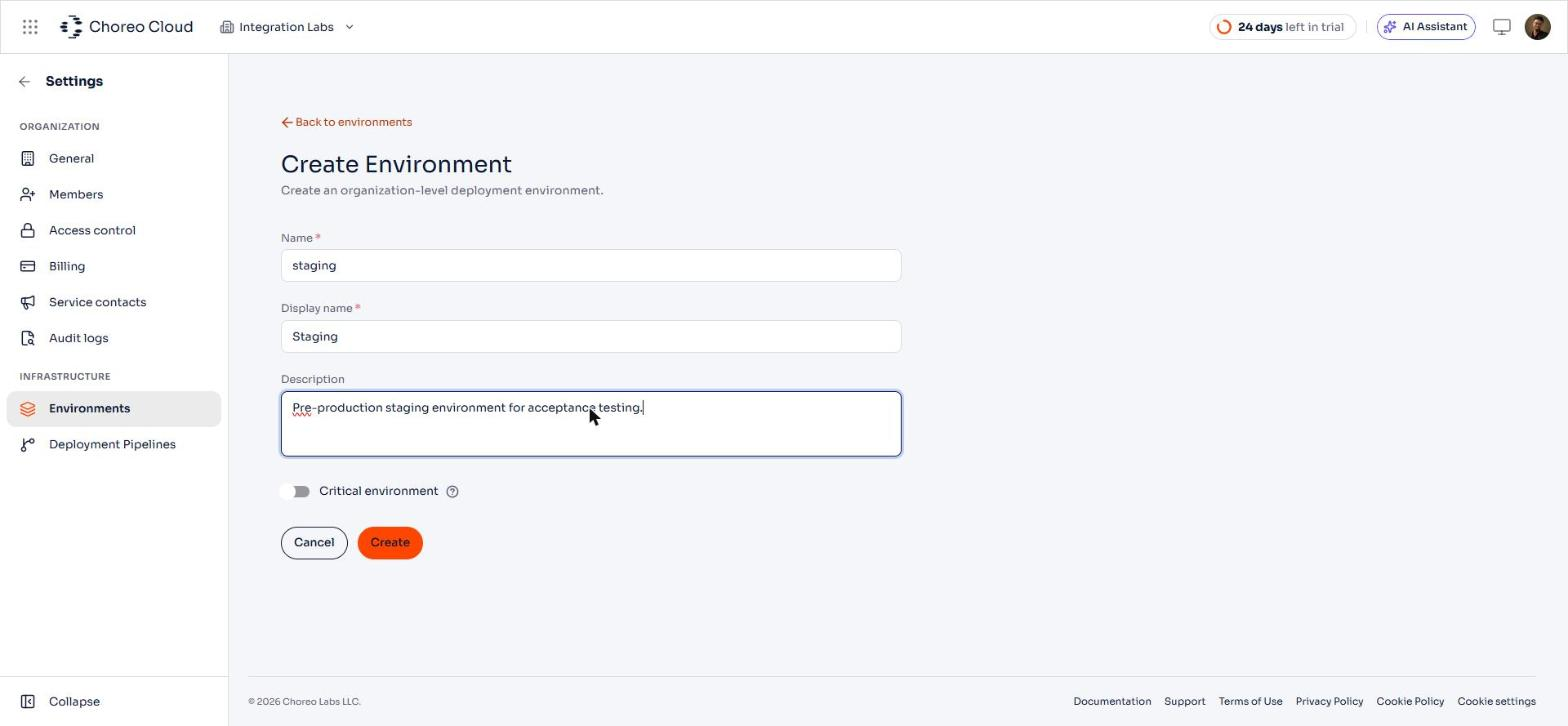 Choreo Cloud
Integration Labs
24 days left in trial
AI Assistant
Settings
ORGANIZATION
General
Members
Access control
Billing
Service contacts
Audit logs
INFRASTRUCTURE
Environments
Deployment Pipelines
Collapse
Back to environments
Create Environment
Create an organization-level deployment environment.
Name *
staging
Display name *
Staging
Description
Pre-production staging environment for acceptance testing.
Critical environment
Cancel
Create
© 2026 Choreo Labs LLC.
Documentation Support Terms of Use Privacy Policy Cookie Policy Cookie settings